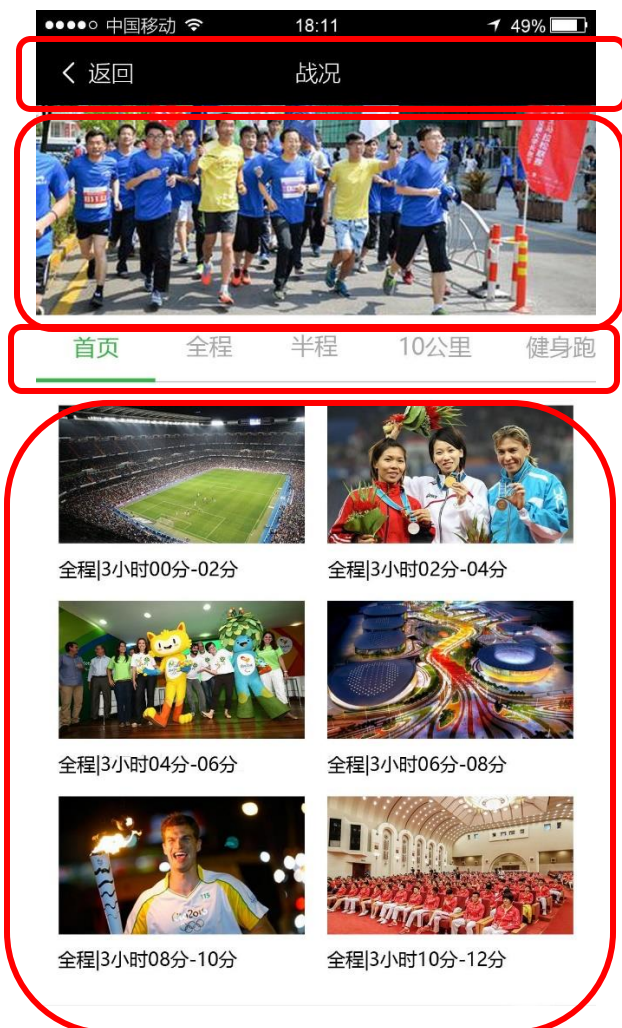 中国移动 18:11 49%
返回 战况
首页 全程 半程 10公里 健身跑
全程|3小时00分-02分 全程|3小时02分-04分
全程|3小时04分-06分 全程|3小时06分-08分
全程|3小时08分-10分 全程|3小时10分-12分